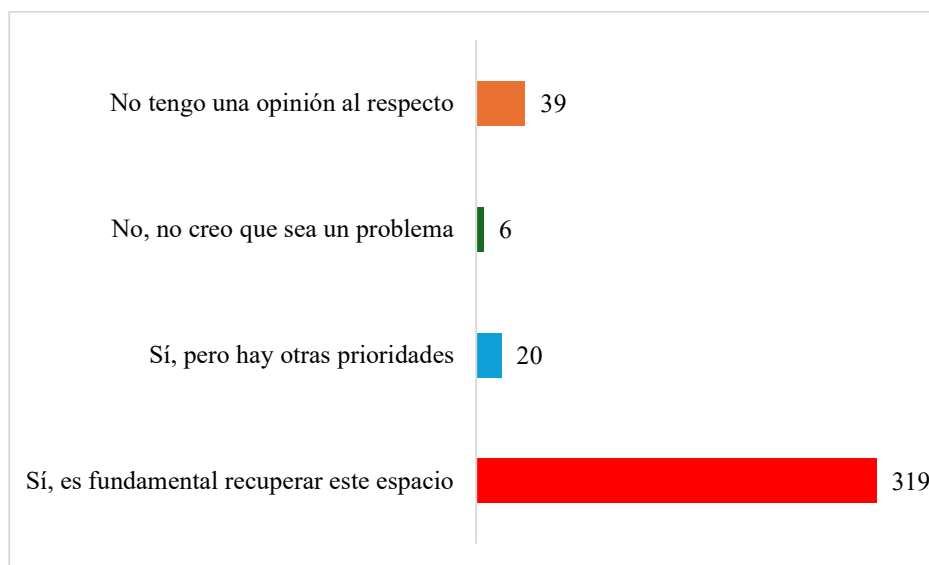 No tengo una opinión al respecto 39
No, no creo que sea un problema 6
Sí, pero hay otras prioridades 20
Sí, es fundamental recuperar este espacio 319